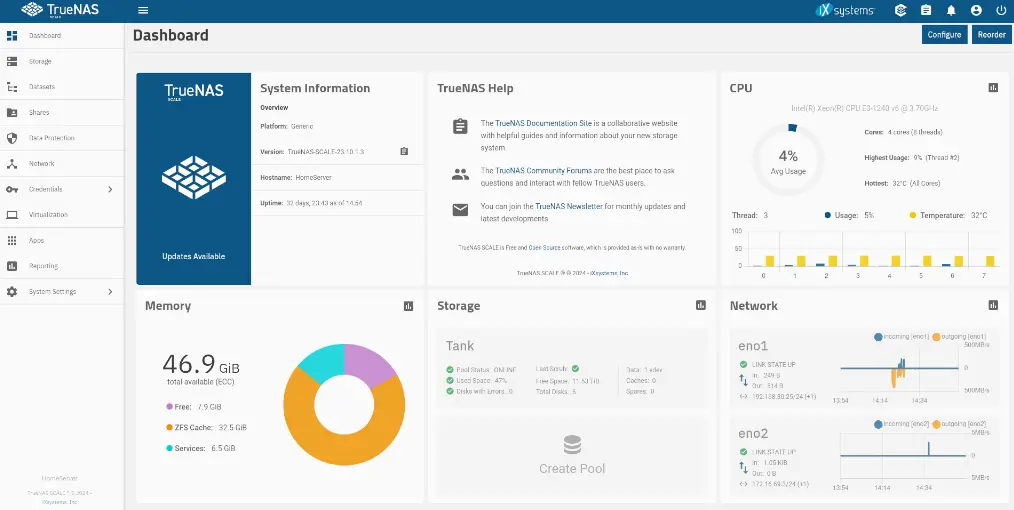 TrueNAS
SCALE
iXsystems
Dashboard
Storage
Datasets
Shares
Data Protection
Network
Credentials
Virtualization
Apps
Reporting
System Settings
HomeServer
TrueNAS SCALE ® © 2024 -
iXsystems, Inc
Dashboard
Configure
Reorder
TrueNAS
SCALE
Updates Available
System Information
Overview
Platform: Generic
Version: TrueNAS-SCALE-23.10.1.3
Hostname: HomeServer
Uptime: 32 days, 23:43 as of 14:54
TrueNAS Help
The TrueNAS Documentation Site is a collaborative website
with helpful guides and information about your new storage
system.
The TrueNAS Community Forums are the best place to ask
questions and interact with fellow TrueNAS users.
You can join the TrueNAS Newsletter for monthly updates and
latest developments.
TrueNAS SCALE is Free and Open Source software, which is provided as-is with no warranty.
TrueNAS SCALE ® © 2024 - iXsystems, Inc
CPU
Intel(R) Xeon(R) CPU E3-1240 v6 @ 3.70GHz
4%
Avg Usage
Cores: 4 cores (8 threads)
Highest Usage: 9% (Thread #2)
Hottest: 32°C (All Cores)
Thread: 3
Usage: 5%
Temperature: 32°C
100
50
0
0 1 2 3 4 5 6 7
Memory
46.9 GiB
total available (ECC)
Free: 7.9 GiB
ZFS Cache: 32.5 GiB
Services: 6.5 GiB
Storage
Tank
Pool Status: ONLINE
Used Space: 47%
Disks with Errors: 0
Last Scrub:
Free Space: 11.53 TiB
Total Disks: 5
Data: 1 vdev
Caches: 0
Spares: 0
Create Pool
Network
eno1
LINK STATE UP
In: 249 B
Out: 514 B
192.168.80.25/24 (+1)
incoming [eno1] outgoing [eno1]
500MB/s
0
500MB/s
13:54 14:14 14:34
eno2
LINK STATE UP
In: 1.05 KiB
Out: 0 B
172.16.69.3/24 (+1)
incoming [eno2] outgoing [eno2]
5MB/s
0
5MB/s
13:54 14:14 14:34